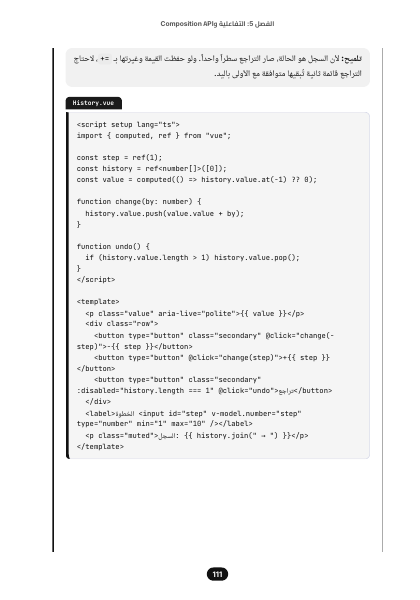 الفصل 5: التفاعلية وComposition API
تلميح: لأن السجل هو الحالة، صار التراجع سطراً واحداً. ولو حفظت القيمة وغيرتها بـ += ، لاحتاج
التراجع قائمة ثانية تُبقيها متوافقة مع الأولى باليد.
History.vue
<script setup lang="ts">
import { computed, ref } from "vue";
const step = ref(1);
const history = ref<number[]>([0]);
const value = computed(() => history.value.at(-1) ?? 0);
function change(by: number) {
  history.value.push(value.value + by);
}
function undo() {
  if (history.value.length > 1) history.value.pop();
}
</script>
<template>
  <p class="value" aria-live="polite">{{ value }}</p>
  <div class="row">
    <button type="button" class="secondary" @click="change(-
step)">-{{ step }}</button>
    <button type="button" @click="change(step)">+{{ step }}
</button>
    <button type="button" class="secondary"
:disabled="history.length === 1" @click="undo">تراجع</button>
  </div>
  <label>الخطوة <input id="step" v-model.number="step"
type="number" min="1" max="10" /></label>
  <p class="muted">السجل: {{ history.join(" → ") }}</p>
</template>
111